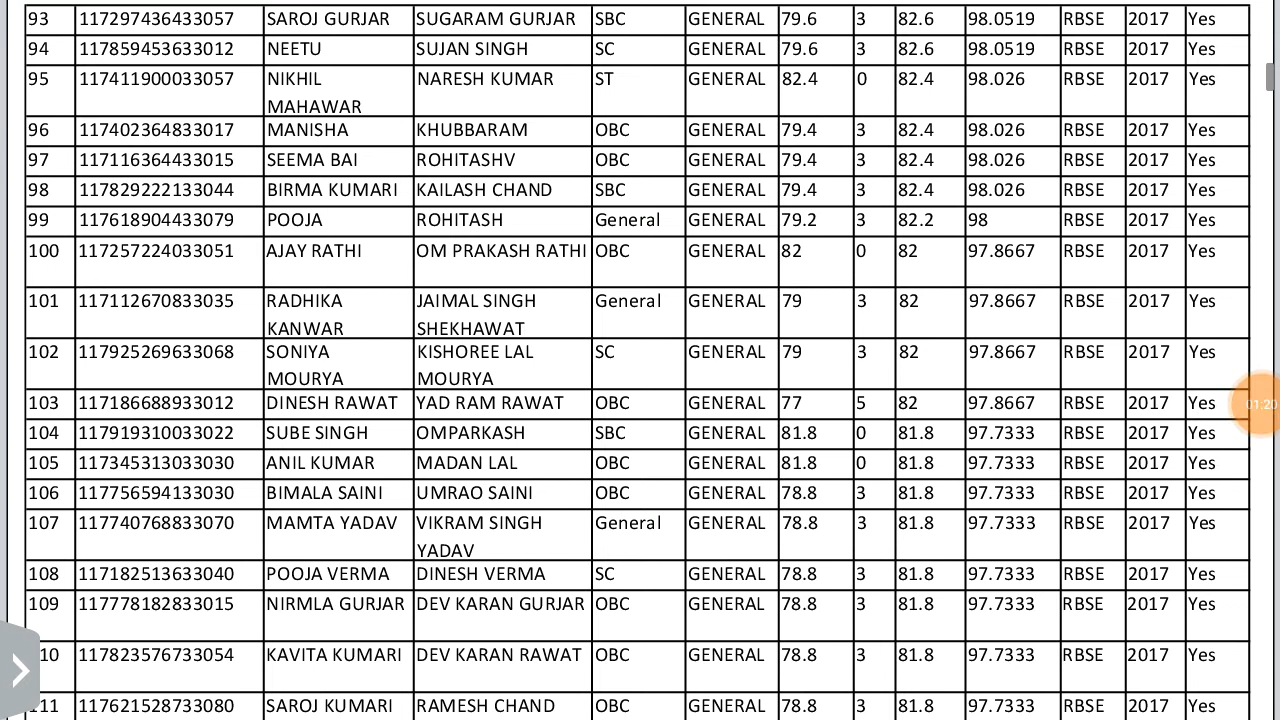 93 117297436433057 SAROJ GURJAR SUGARAM GURJAR SBC GENERAL 79.6 3 82.6 98.0519 RBSE 2017 Yes
94 117859453633012 NEETU SUJAN SINGH SC GENERAL 79.6 3 82.6 98.0519 RBSE 2017 Yes
95 117411900033057 NIKHIL NARESH KUMAR ST GENERAL 82.4 0 82.4 98.026 RBSE 2017 Yes
MAHAWAR
96 117402364833017 MANISHA KHUBBARAM OBC GENERAL 79.4 3 82.4 98.026 RBSE 2017 Yes
97 117116364433015 SEEMA BAI ROHITASHV OBC GENERAL 79.4 3 82.4 98.026 RBSE 2017 Yes
98 117829222133044 BIRMA KUMARI KAILASH CHAND SBC GENERAL 79.4 3 82.4 98.026 RBSE 2017 Yes
99 117618904433079 POOJA ROHITASH General GENERAL 79.2 3 82.2 98 RBSE 2017 Yes
100 117257224033051 AJAY RATHI OM PRAKASH RATHI OBC GENERAL 82 0 82 97.8667 RBSE 2017 Yes
101 117112670833035 RADHIKA JAIMAL SINGH General GENERAL 79 3 82 97.8667 RBSE 2017 Yes
KANWAR SHEKHAWAT
102 117925269633068 SONIYA KISHOREE LAL SC GENERAL 79 3 82 97.8667 RBSE 2017 Yes
MOURYA MOURYA
103 117186688933012 DINESH RAWAT YAD RAM RAWAT OBC GENERAL 77 5 82 97.8667 RBSE 2017 Yes 01:20
104 117919310033022 SUBE SINGH OMPARKASH SBC GENERAL 81.8 0 81.8 97.7333 RBSE 2017 Yes
105 117345313033030 ANIL KUMAR MADAN LAL OBC GENERAL 81.8 0 81.8 97.7333 RBSE 2017 Yes
106 117756594133030 BIMALA SAINI UMRAO SAINI OBC GENERAL 78.8 3 81.8 97.7333 RBSE 2017 Yes
107 117740768833070 MAMTA YADAV VIKRAM SINGH General GENERAL 78.8 3 81.8 97.7333 RBSE 2017 Yes
YADAV
108 117182513633040 POOJA VERMA DINESH VERMA SC GENERAL 78.8 3 81.8 97.7333 RBSE 2017 Yes
109 117778182833015 NIRMLA GURJAR DEV KARAN GURJAR OBC GENERAL 78.8 3 81.8 97.7333 RBSE 2017 Yes
10 117823576733054 KAVITA KUMARI DEV KARAN RAWAT OBC GENERAL 78.8 3 81.8 97.7333 RBSE 2017 Yes
111 117621528733080 SAROJ KUMARI RAMESH CHAND OBC GENERAL 78.8 3 81.8 97.7333 RBSE 2017 Yes